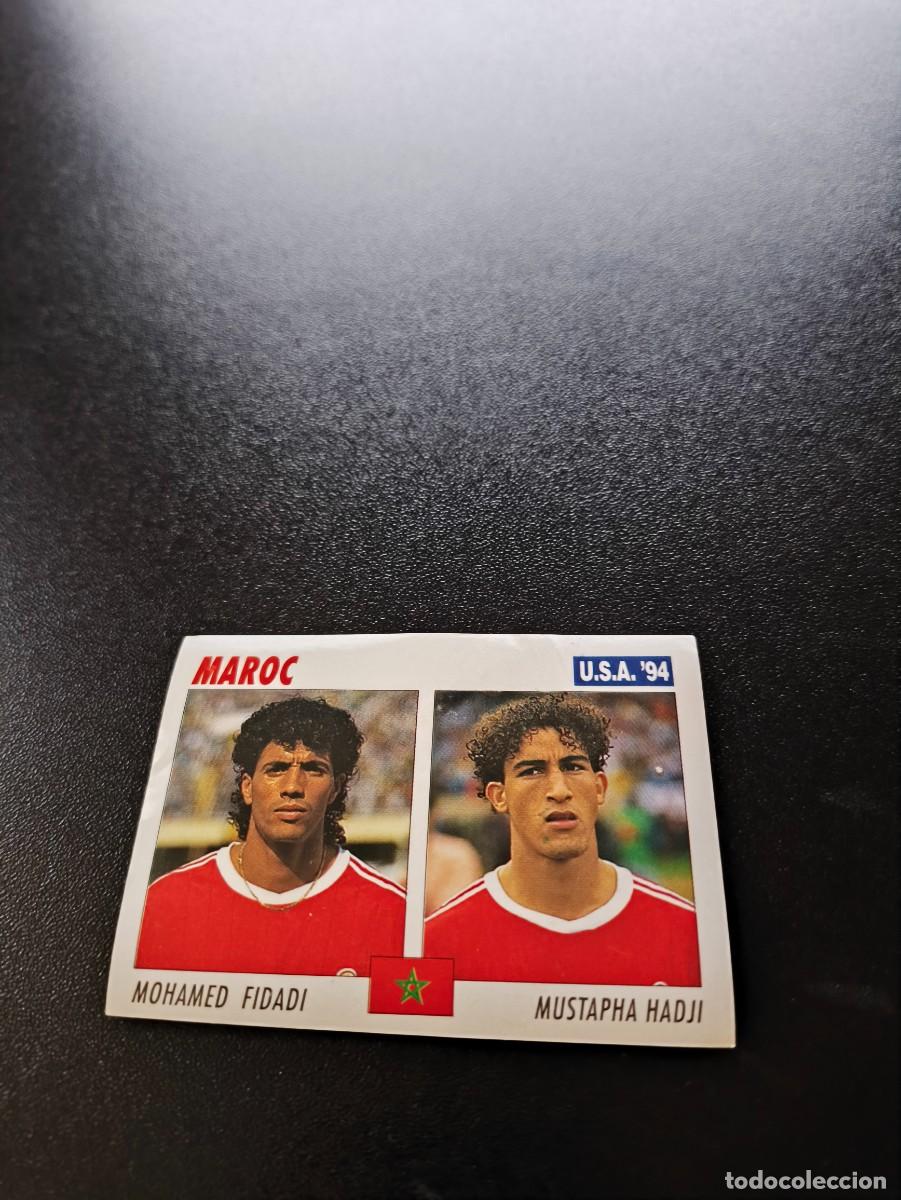 MAROC
U.S.A. '94
MOHAMED FIDADI
MUSTAPHA HADJI
todocoleccion